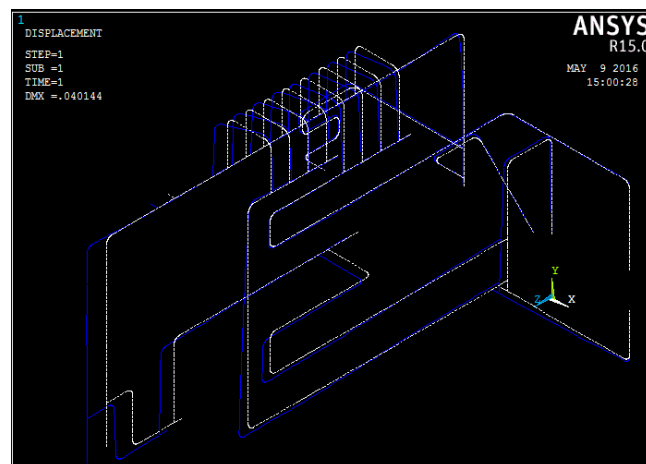 1
DISPLACEMENT
STEP=1
SUB =1
TIME=1
DMX =.040144
ANSYS
R15.0
MAY 9 2016
15:00:28
Y
Z
X